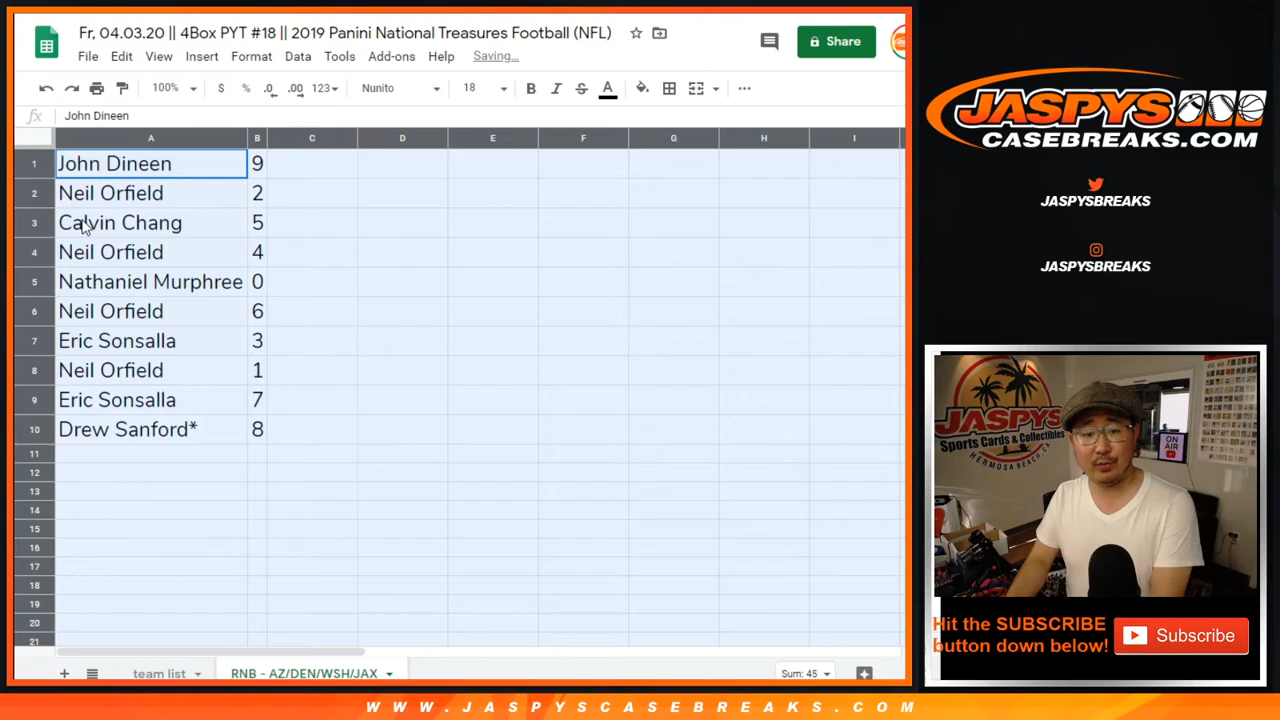 Fr, 04.03.20 || 4Box PYT #18 || 2019 Panini National Treasures Football (NFL)
File Edit View Insert Format Data Tools Add-ons Help Saving...
Share
100% $ % .0 .00 123 Nunito 18 B I S A
fx John Dineen
A B C D E F G H I
1 John Dineen 9
2 Neil Orfield 2
3 Calvin Chang 5
4 Neil Orfield 4
5 Nathaniel Murphree 0
6 Neil Orfield 6
7 Eric Sonsalla 3
8 Neil Orfield 1
9 Eric Sonsalla 7
10 Drew Sanford* 8
11
12
13
14
15
16
17
18
19
20
21
+ team list RNB - AZ/DEN/WSH/JAX Sum: 45
JASPYS
CASEBREAKS.COM
JASPYSBREAKS
JASPYSBREAKS
JASPYS
Sports Cards & Collectibles
HERMOSA BEACH CA
ON
AIR
Hit the SUBSCRIBE
button down below!
Subscribe
WWW.JASPYSCASEBREAKS.COM